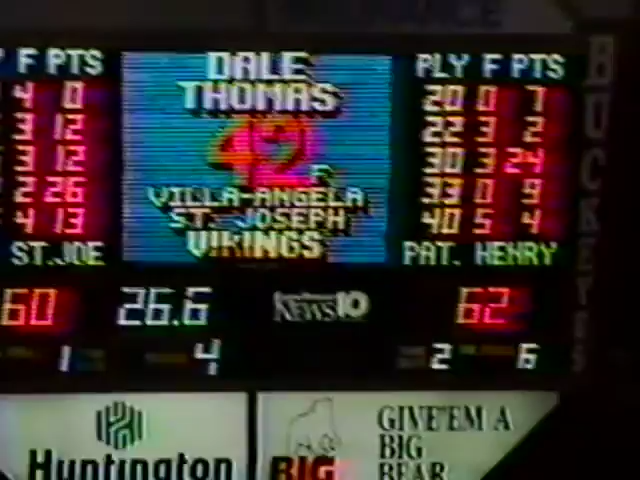 F PTS
4 0
3 12
3 12
2 26
4 13
ST.JOE
DALE
THOMAS
42
F
VILLA-ANGELA
ST. JOSEPH
VIKINGS
PLY F PTS
20 0 7
22 3 2
30 3 24
33 0 9
40 5 4
PAT. HENRY
BUCKEYES
60
26.6
NEWS10
62
1
4
2
6
Huntington
BIG
GIVE'EM A
BIG
BEAR